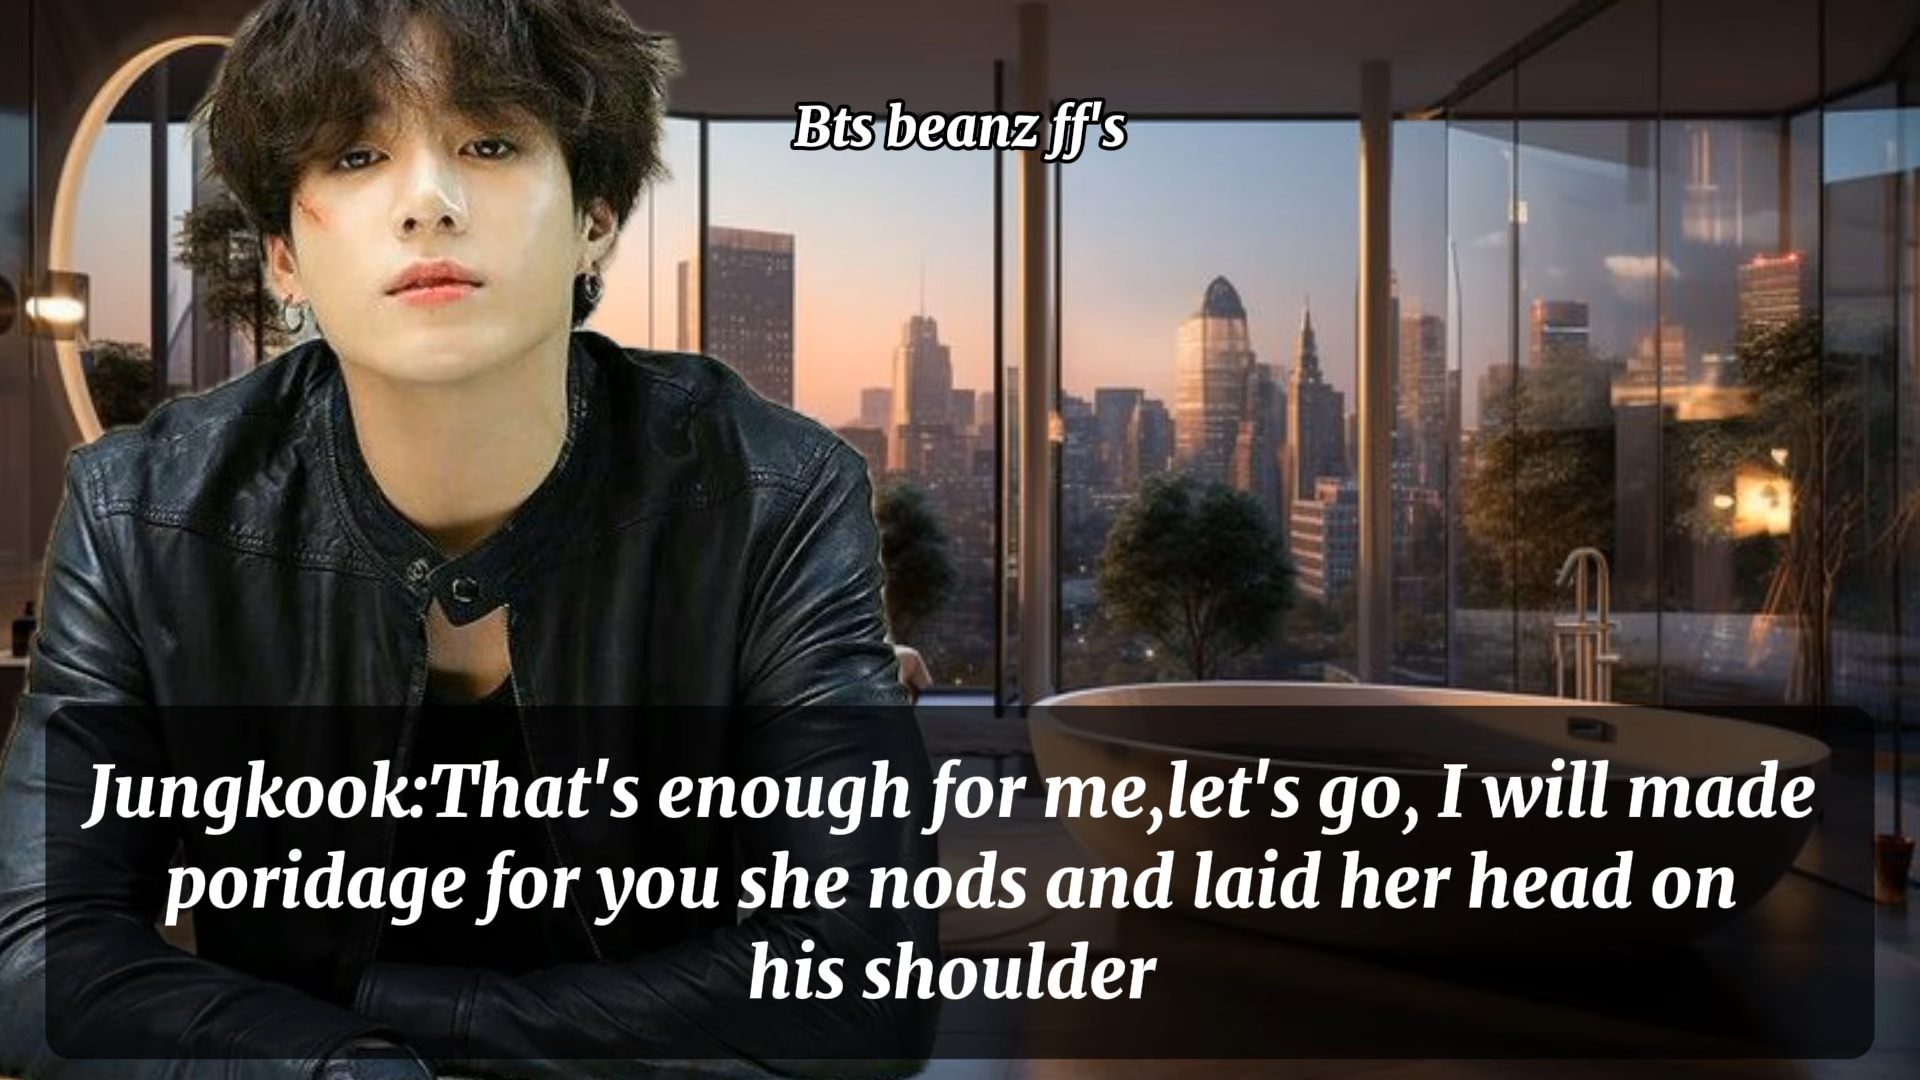 Bts beanz ff's
Jungkook:That's enough for me,let's go, I will made
poridage for you she nods and laid her head on
his shoulder